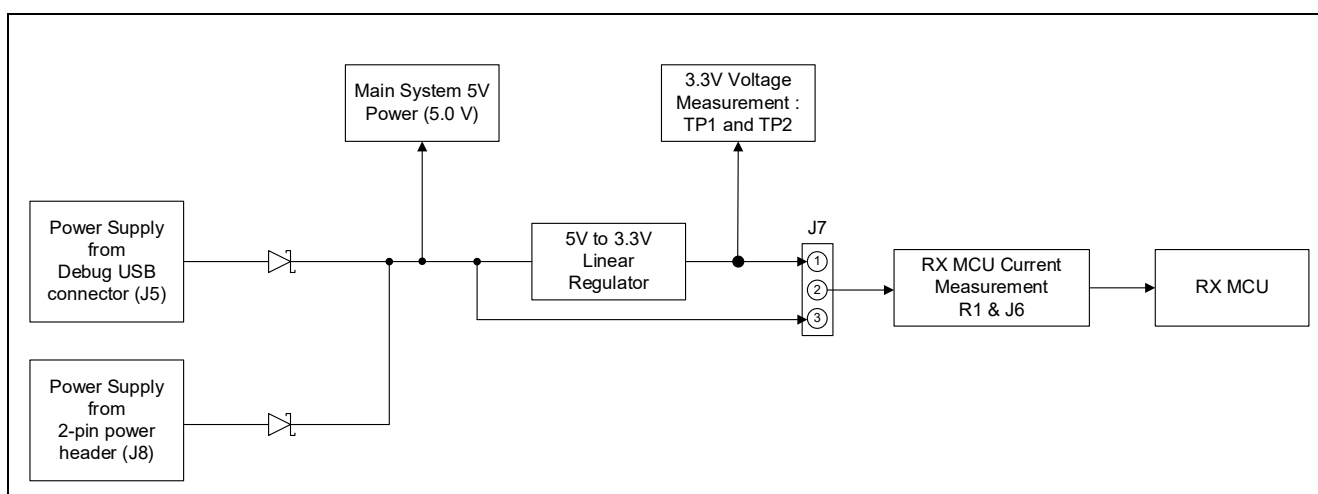 Main System 5V
Power (5.0 V)
3.3V Voltage
Measurement :
TP1 and TP2
Power Supply
from
Debug USB
connector (J5)
5V to 3.3V
Linear
Regulator
J7
1
2
3
RX MCU Current
Measurement
R1 & J6
RX MCU
Power Supply
from
2-pin power
header (J8)